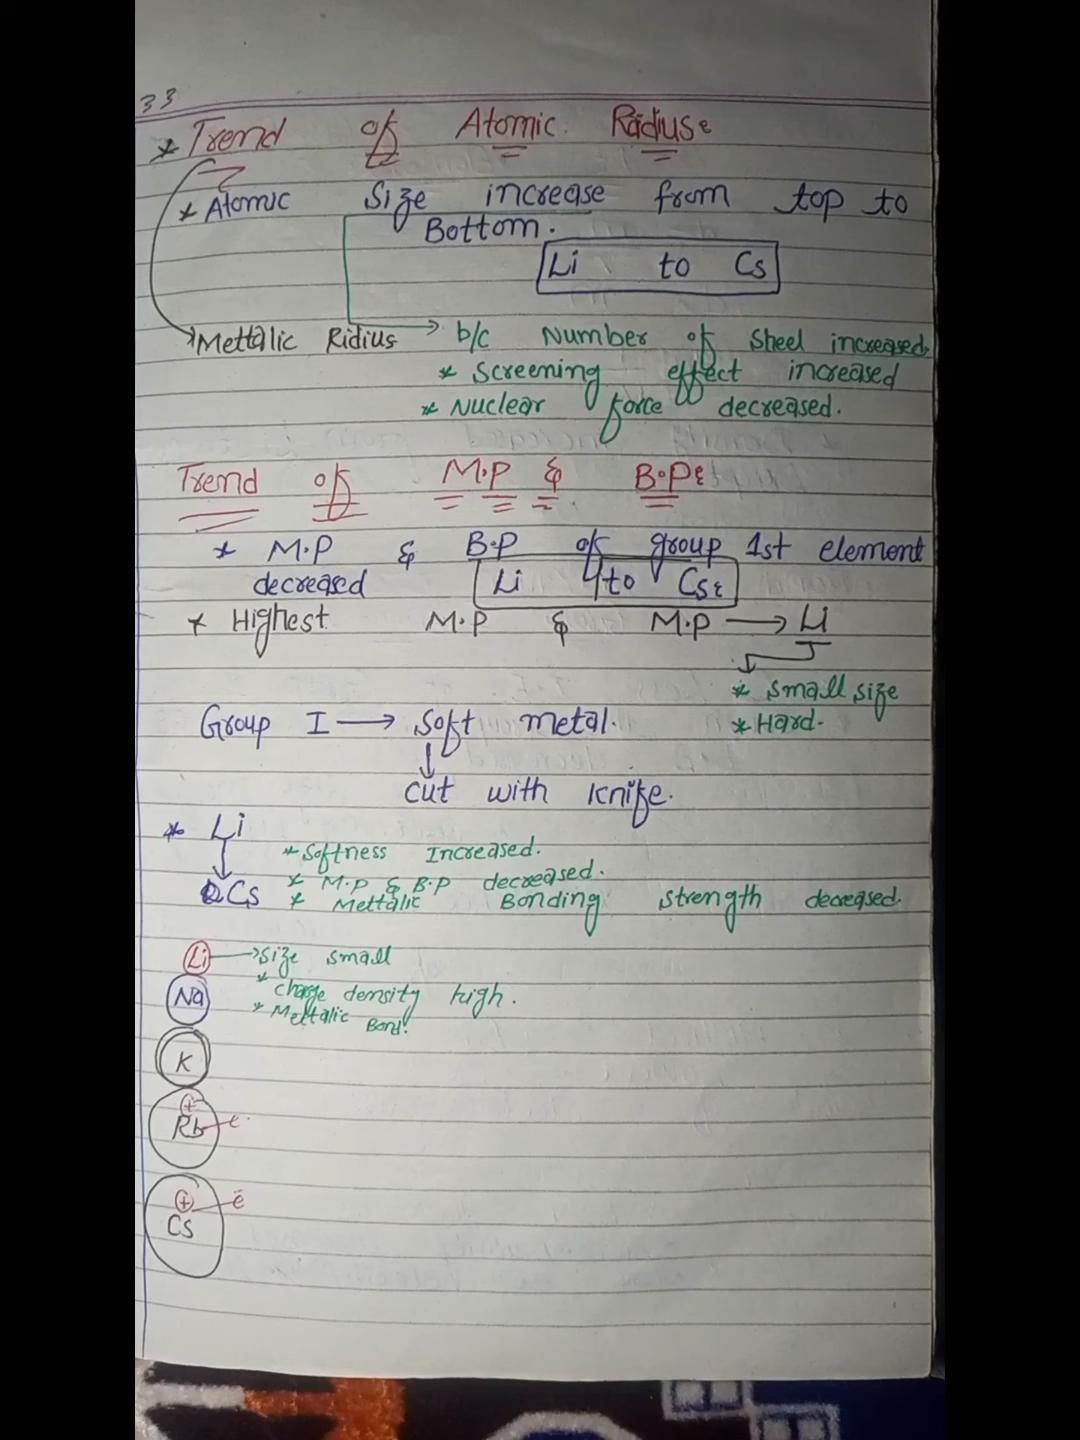 33
* Trend of Atomic Radius:
* Atomic Size increase from top to
Bottom.
Li to Cs
Mettalic Ridius → b/c Number of Sheel increased,
* Screening effect increased
* Nuclear force decreased.
Trend of M.P & B.P:
* M.P & B.P of group 1st element
decreased Li to Cs:
* Highest M.P & M.P → Li
* Small size
* Hard.
Group I → Soft metal.
↓
cut with knife.
* Li
↓
* Softness Increased.
* M.P & B.P decreased.
Cs * Mettalic Bonding strength decreased.
Li → size small
Na * Charge density high.
* Mettalic Bond.
K
+
Rb e
+ e̅
Cs